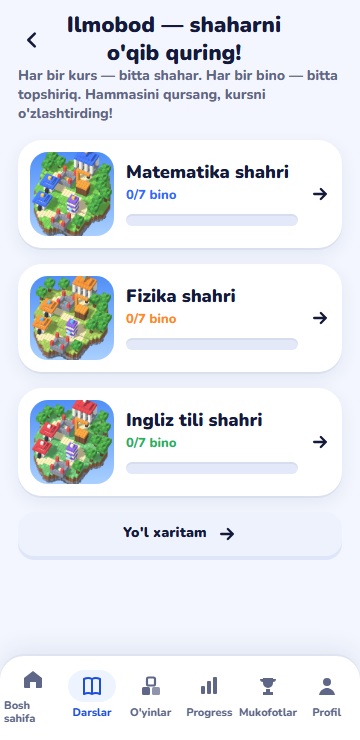 Ilmobod — shaharni
o'qib quring!
Har bir kurs — bitta shahar. Har bir bino — bitta
topshiriq. Hammasini qursang, kursni
o'zlashtirding!
Matematika shahri
0/7 bino
Fizika shahri
0/7 bino
Ingliz tili shahri
0/7 bino
Yo'l xaritam
Bosh
sahifa
Darslar
O'yinlar
Progress
Mukofotlar
Profil